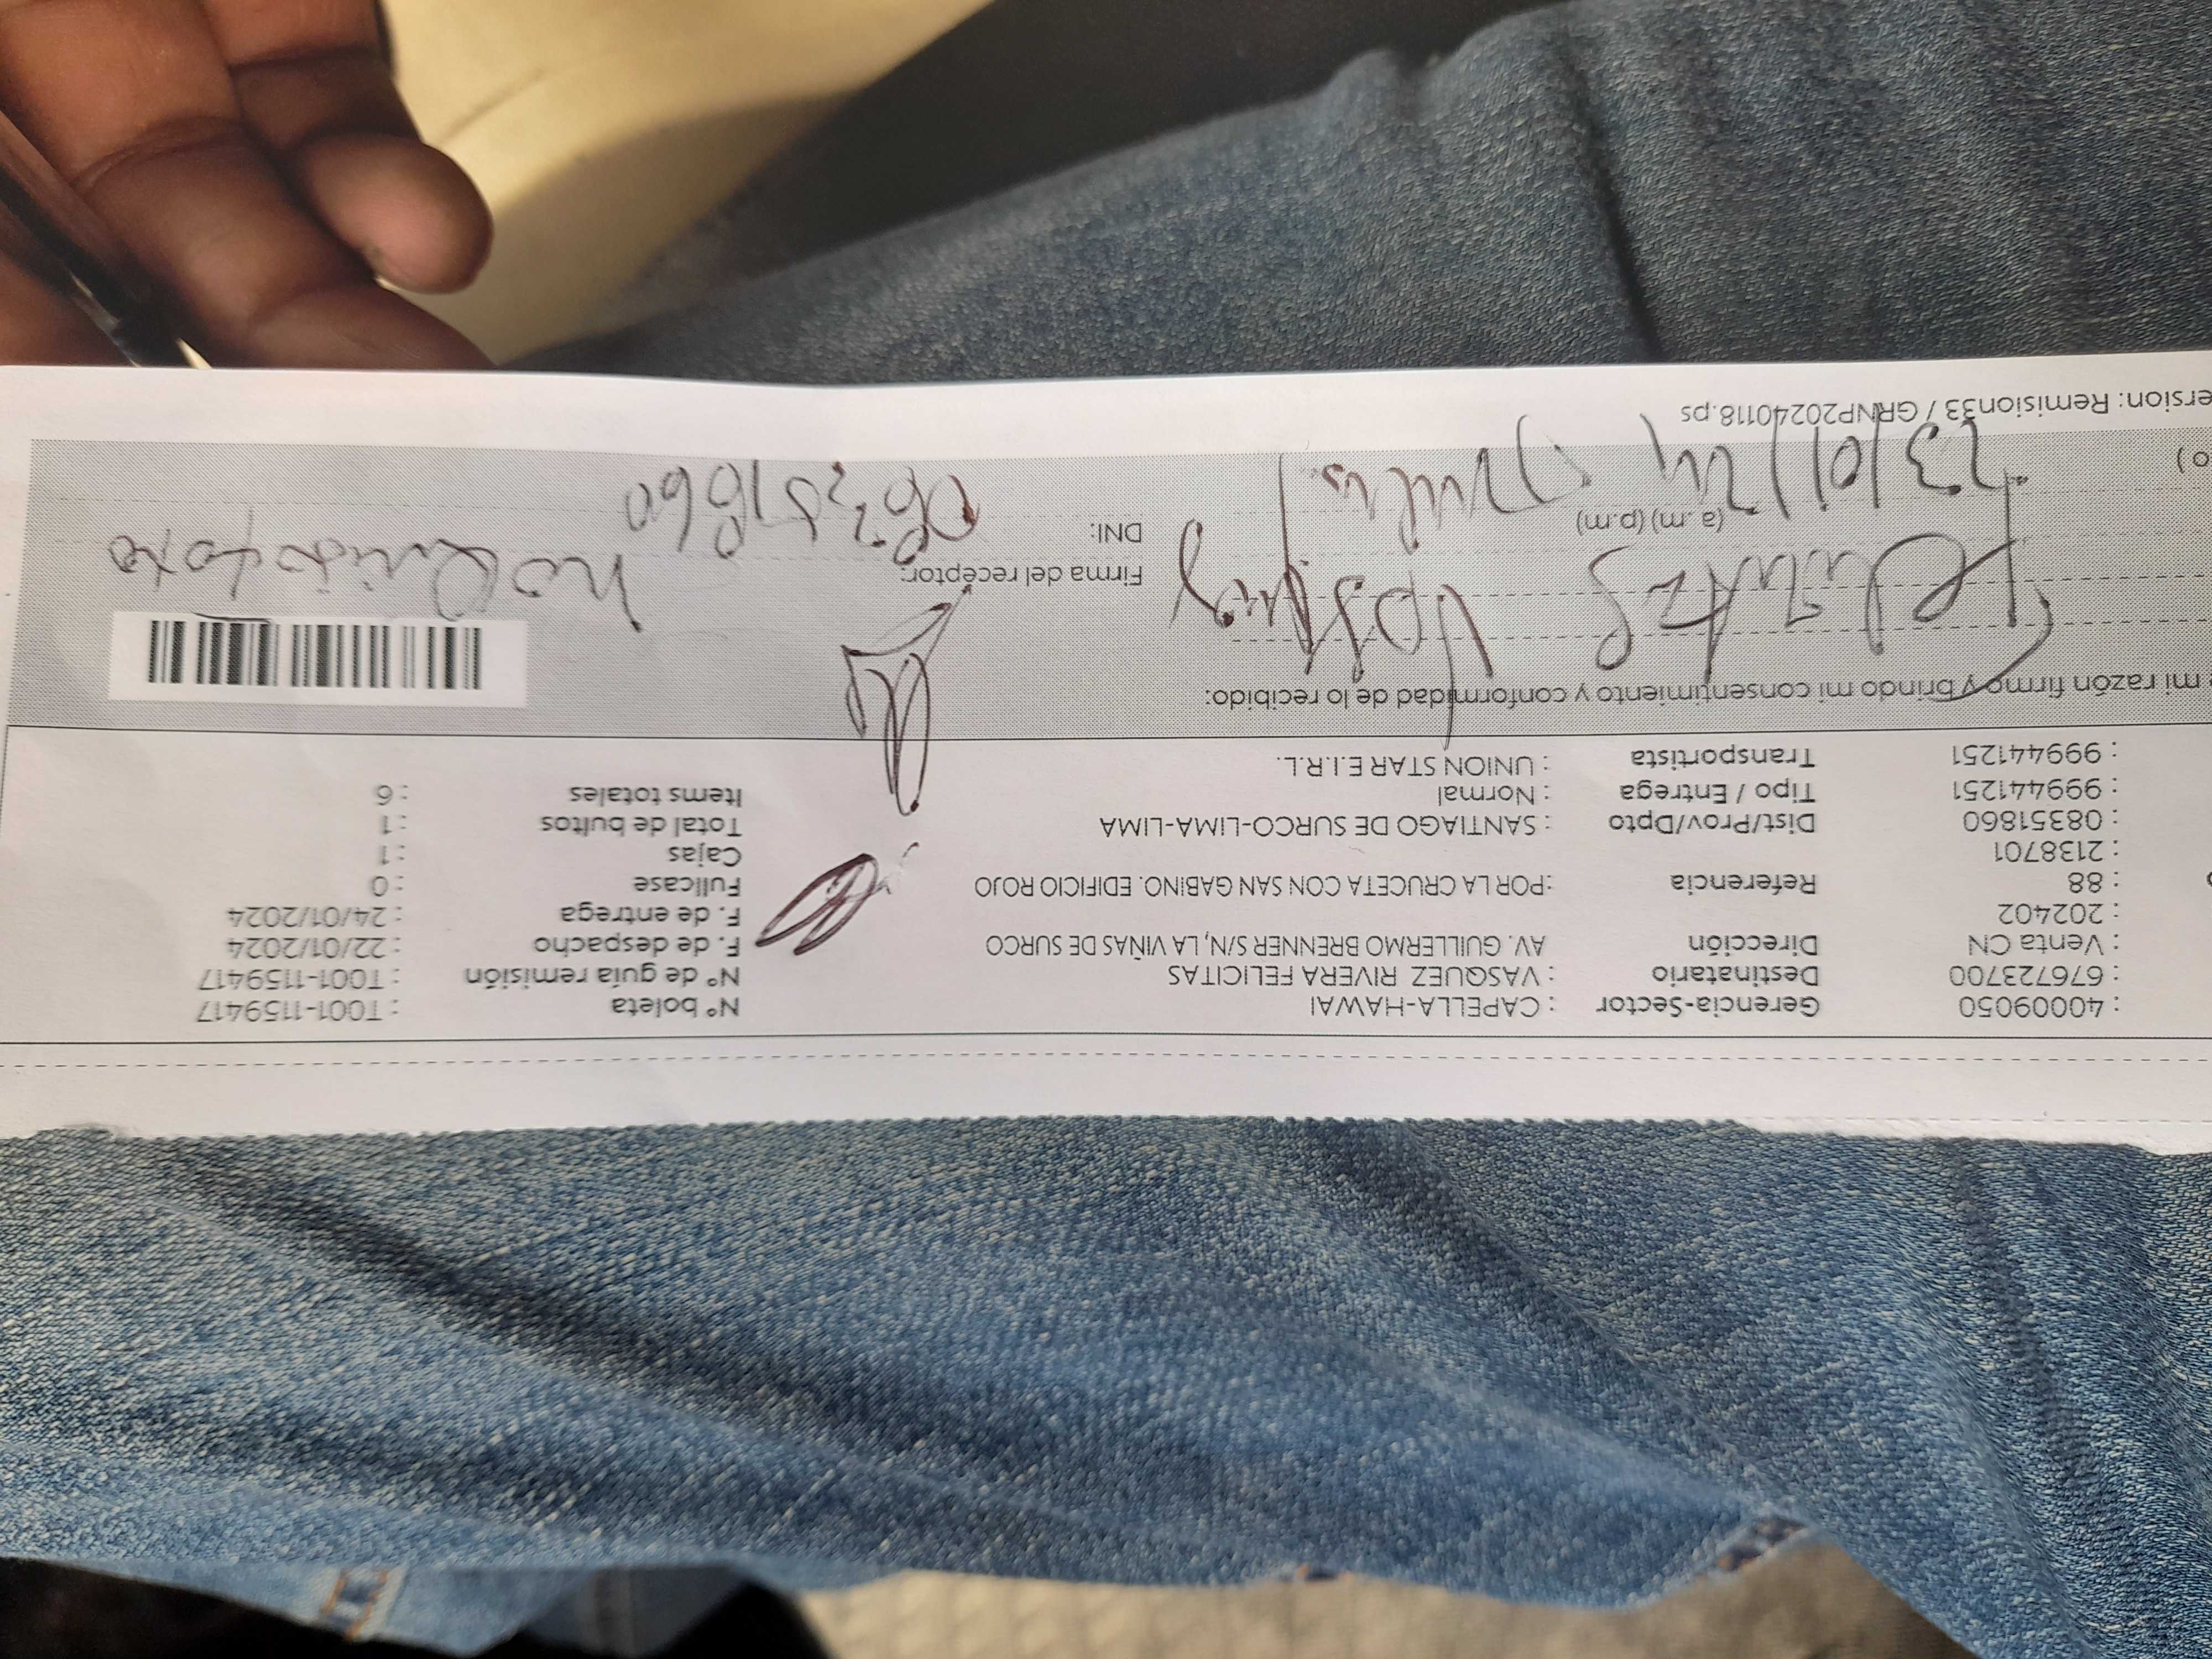 : 40009050 Gerencia-Sector : CAPELLA-HAWAI N° boleta : T001-1159417
: 676723700 Destinatario : VASQUEZ RIVERA FELICITAS N° de guía remisión : T001-1159417
: Venta CN Dirección AV. GUILLERMO BRENNER S/N, LA VIÑAS DE SURCO F. de despacho : 22/01/2024
: 202402 F. de entrega : 24/01/2024
: 88 Referencia :POR LA CRUCETA CON SAN GABINO. EDIFICIO ROJO Fullcase : 0
: 2138701 Cajas : 1
: 08351860 Dist/Prov/Dpto : SANTIAGO DE SURCO-LIMA-LIMA Total de bultos : 1
: 999441251 Tipo / Entrega : Normal Items totales : 6
: 999441251 Transportista : UNION STAR E.I.R.L.
mi razón firmo y brindo mi consentimiento y conformidad de lo recibido:
Felicitas Vasquez Firma del receptor: no foto
(a.m) (p.m) DNI:
23/01/24
ersion: Remision33 / GRNP20240118.ps